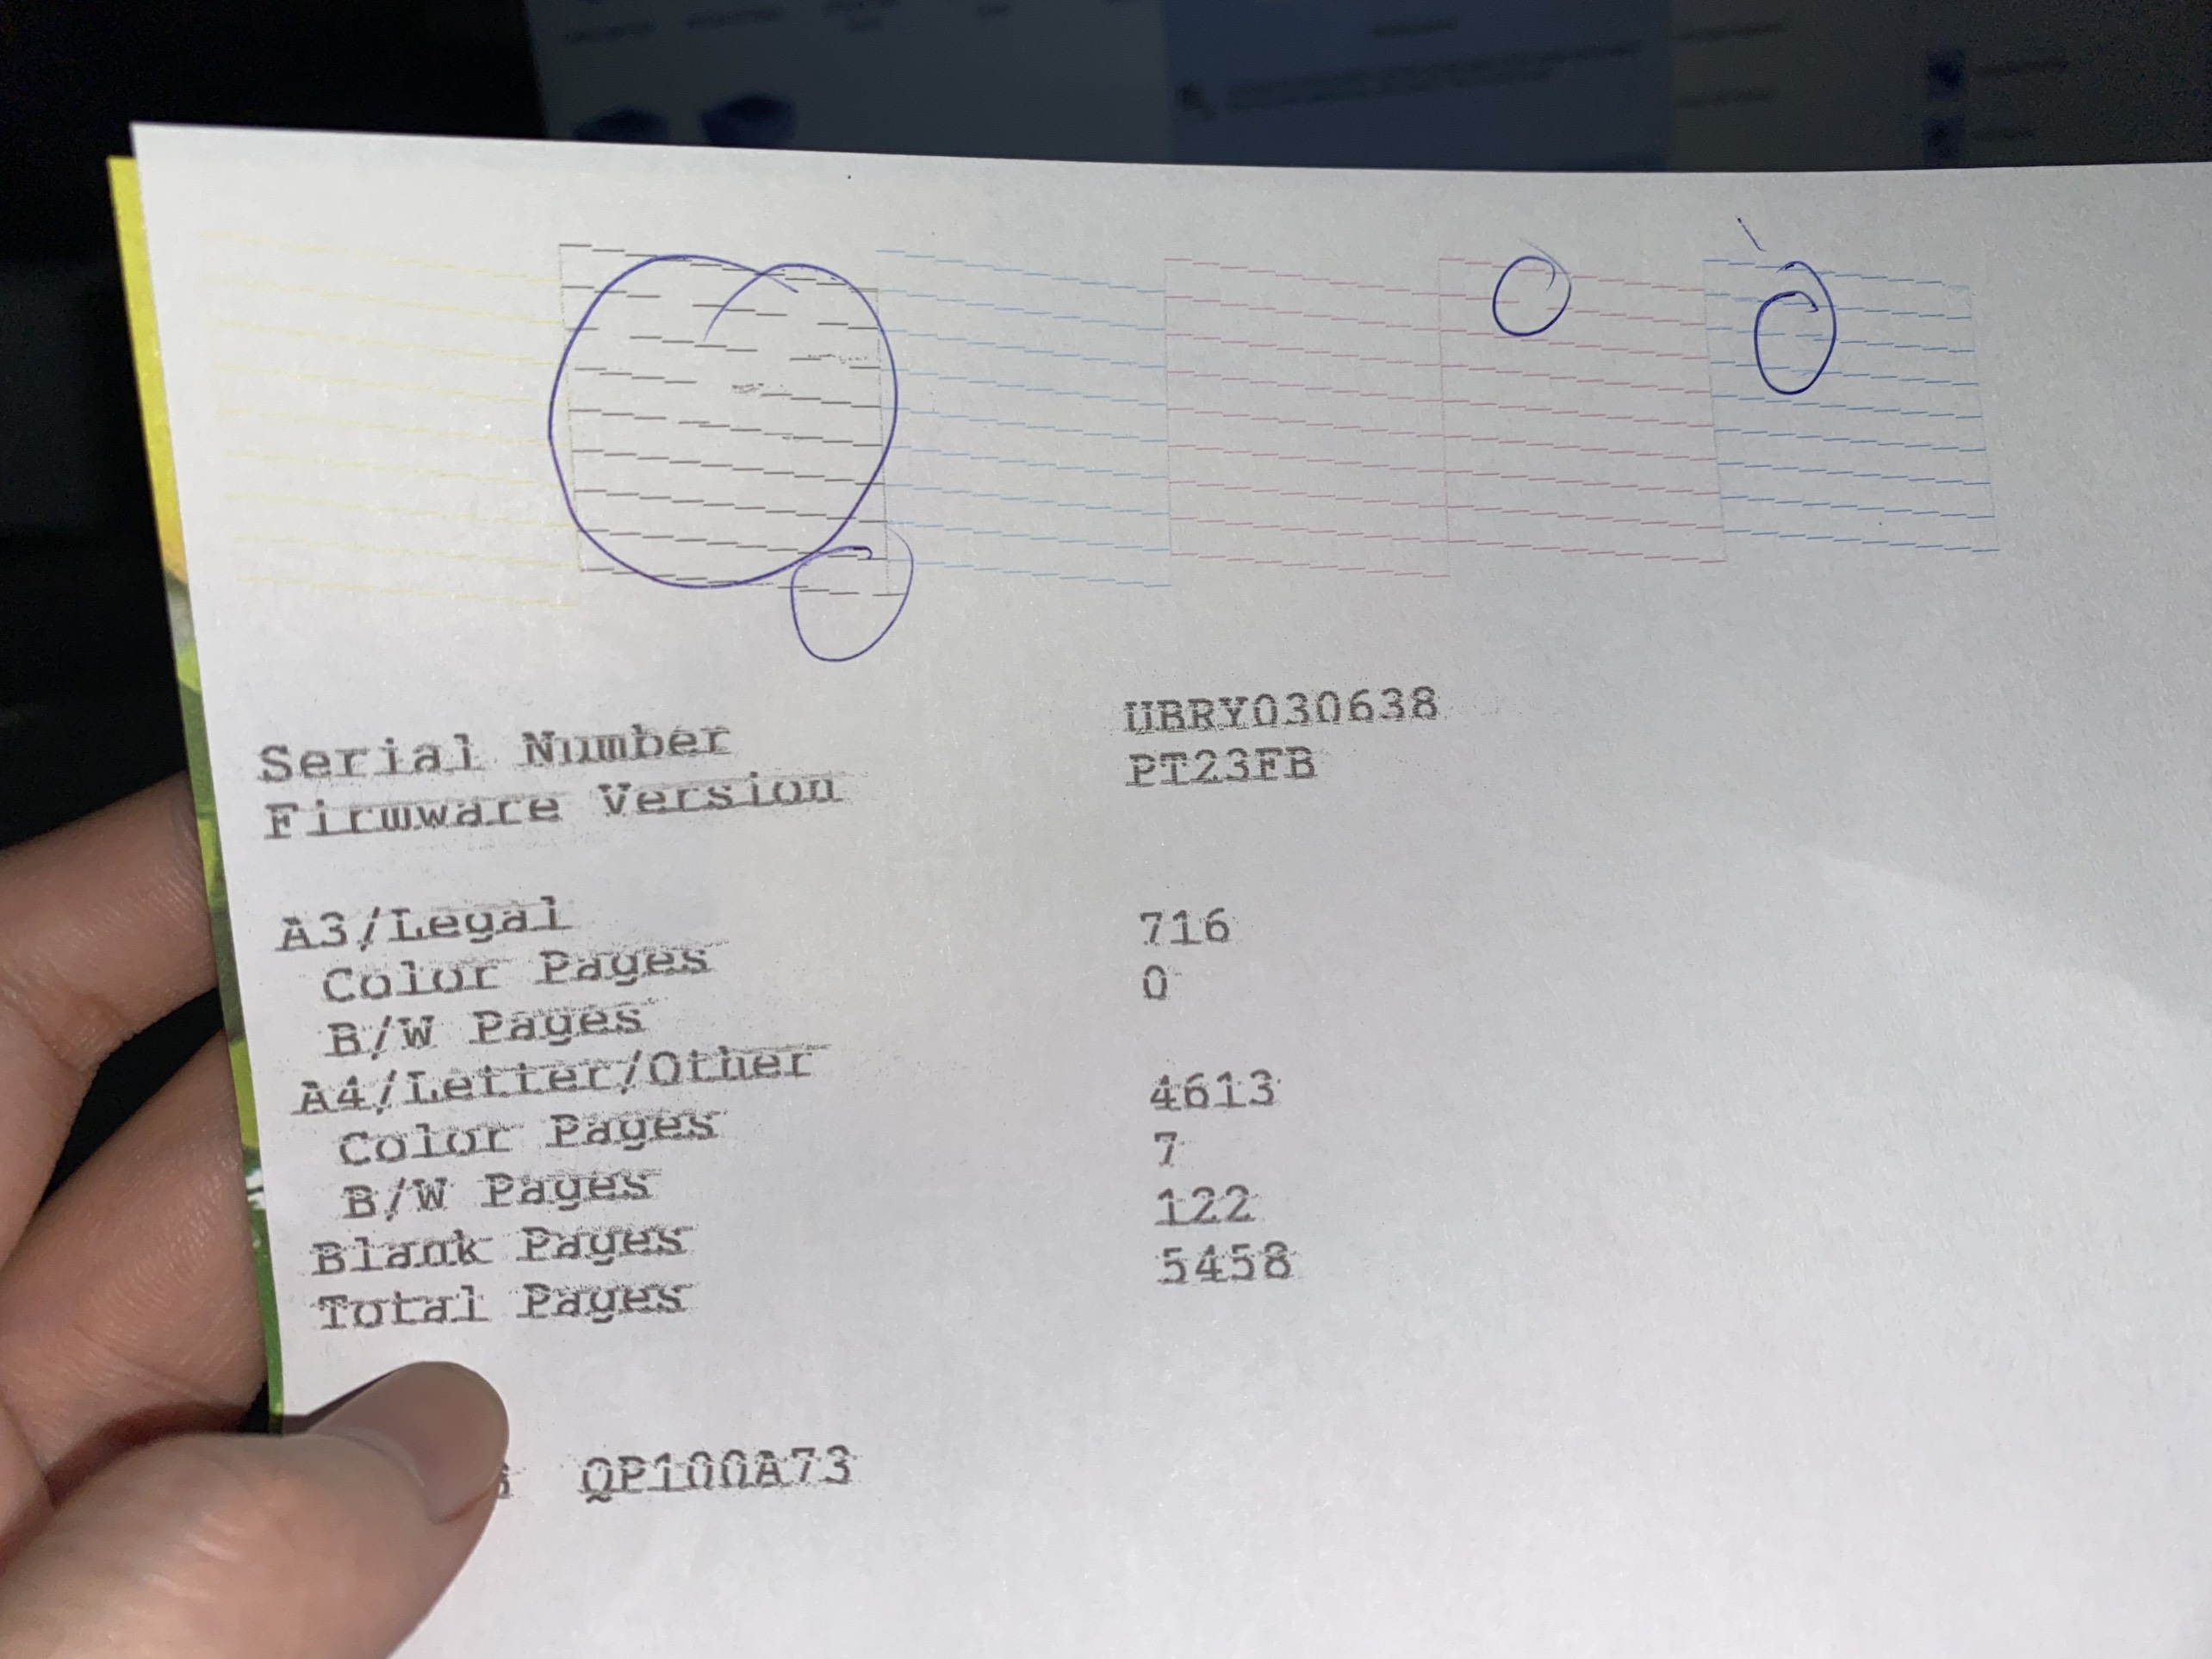 Serial Number UBRY030638
Firmware Version PT23FB
A3/Legal
Color Pages 716
B/W Pages 0
A4/Letter/Other
Color Pages 4613
B/W Pages 7
Blank Pages 122
Total Pages 5458
QP100A73